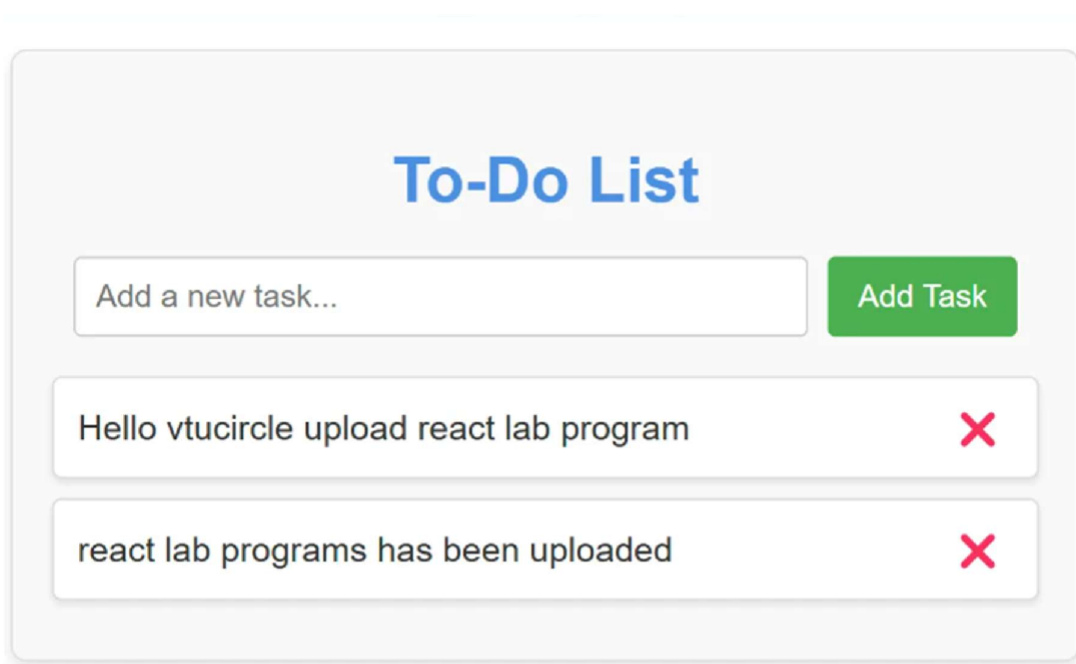 To-Do List
Add a new task...
Add Task
Hello vtucircle upload react lab program
react lab programs has been uploaded